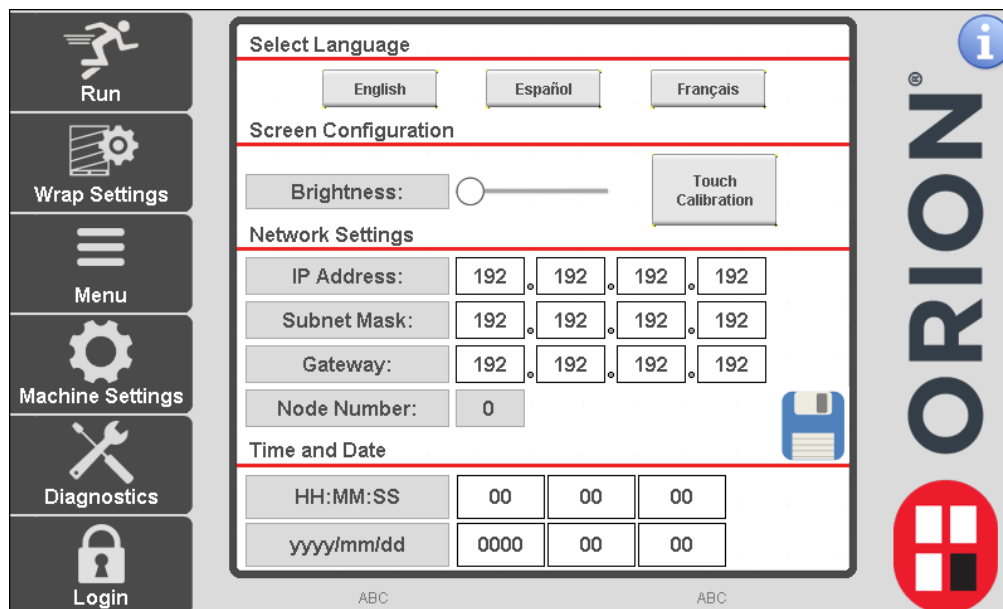 Run
Wrap Settings
Menu
Machine Settings
Diagnostics
Login
Select Language
English Español Français
Screen Configuration
Brightness:
Touch
Calibration
Network Settings
IP Address: 192 . 192 . 192 . 192
Subnet Mask: 192 . 192 . 192 . 192
Gateway: 192 . 192 . 192 . 192
Node Number: 0
Time and Date
HH:MM:SS 00 00 00
yyyy/mm/dd 0000 00 00
ABC ABC
i
ORION®